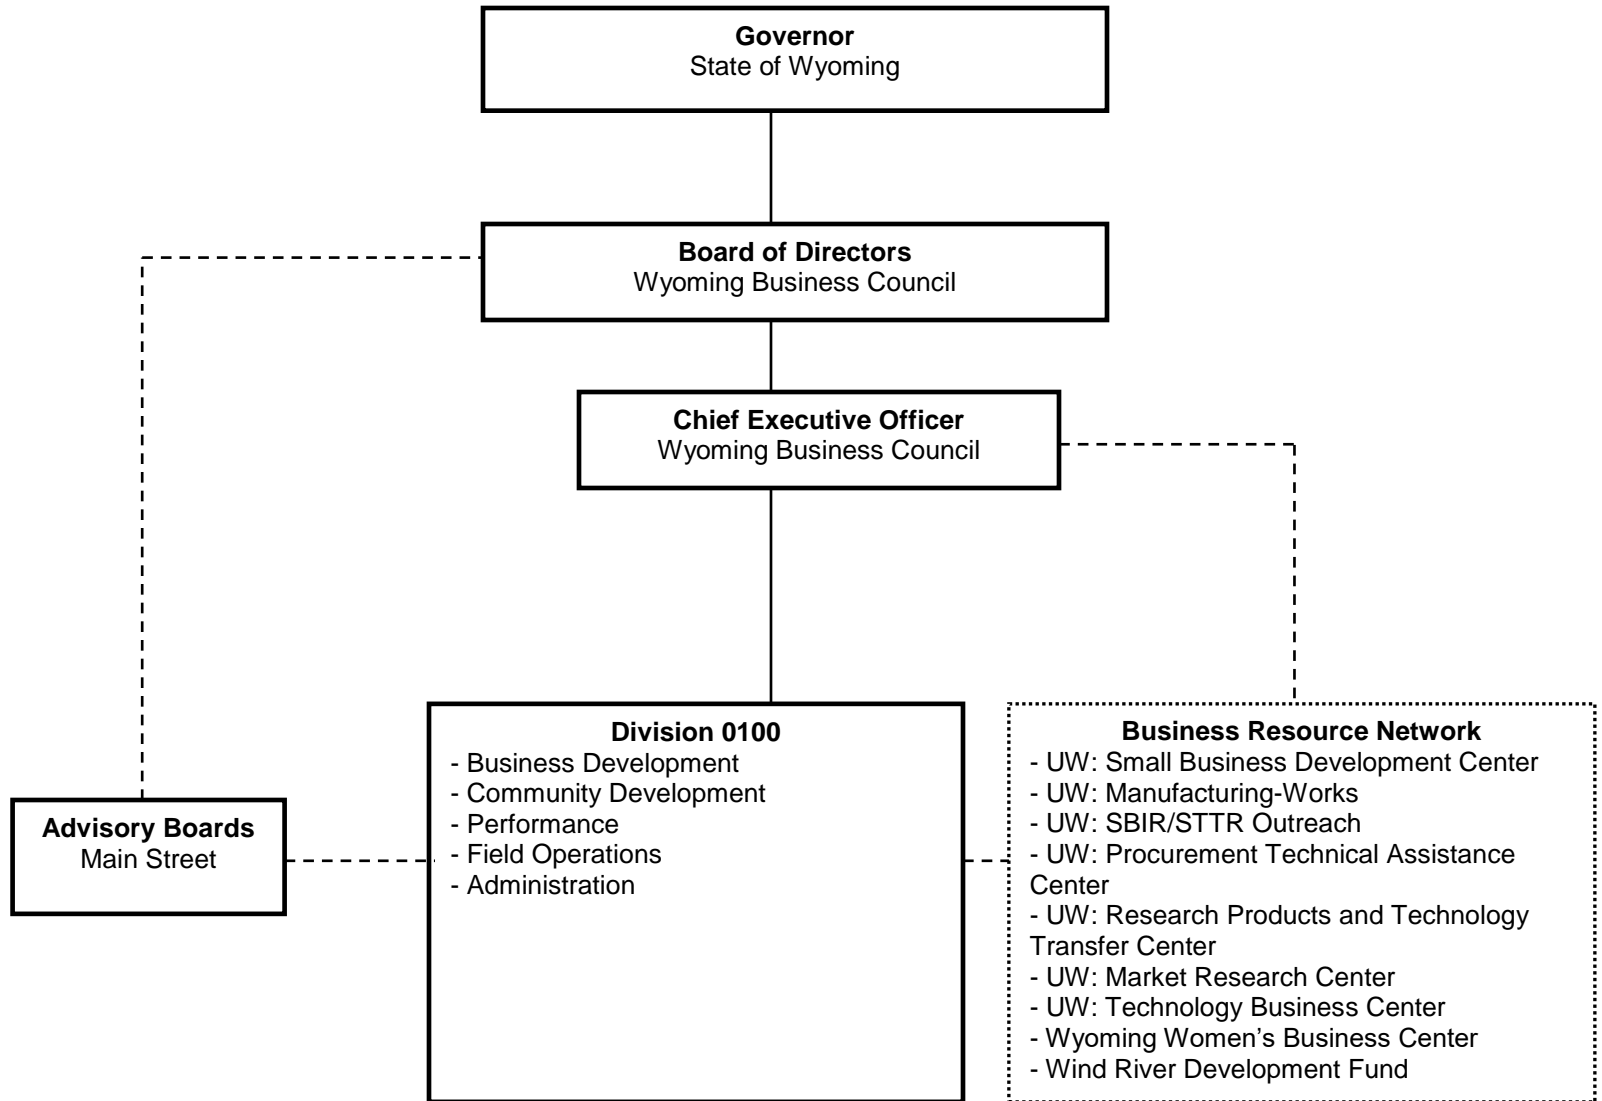 Governor
State of Wyoming
Board of Directors
Wyoming Business Council
Chief Executive Officer
Wyoming Business Council
Advisory Boards
Main Street
Division 0100
- Business Development
- Community Development
- Performance
- Field Operations
- Administration
Business Resource Network
- UW: Small Business Development Center
- UW: Manufacturing-Works
- UW: SBIR/STTR Outreach
- UW: Procurement Technical Assistance
Center
- UW: Research Products and Technology
Transfer Center
- UW: Market Research Center
- UW: Technology Business Center
- Wyoming Women’s Business Center
- Wind River Development Fund